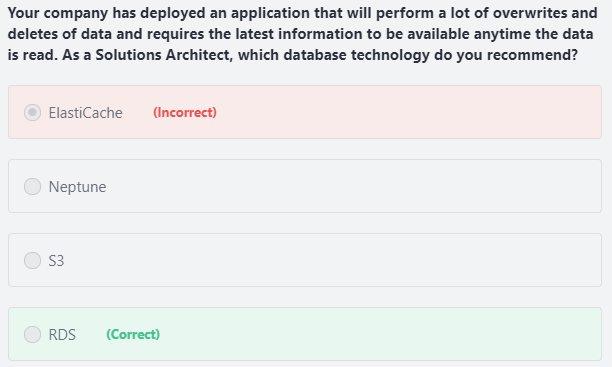 Your company has deployed an application that will perform a lot of overwrites and
deletes of data and requires the latest information to be available anytime the data
is read. As a Solutions Architect, which database technology do you recommend?
ElastiCache (Incorrect)
Neptune
S3
RDS (Correct)